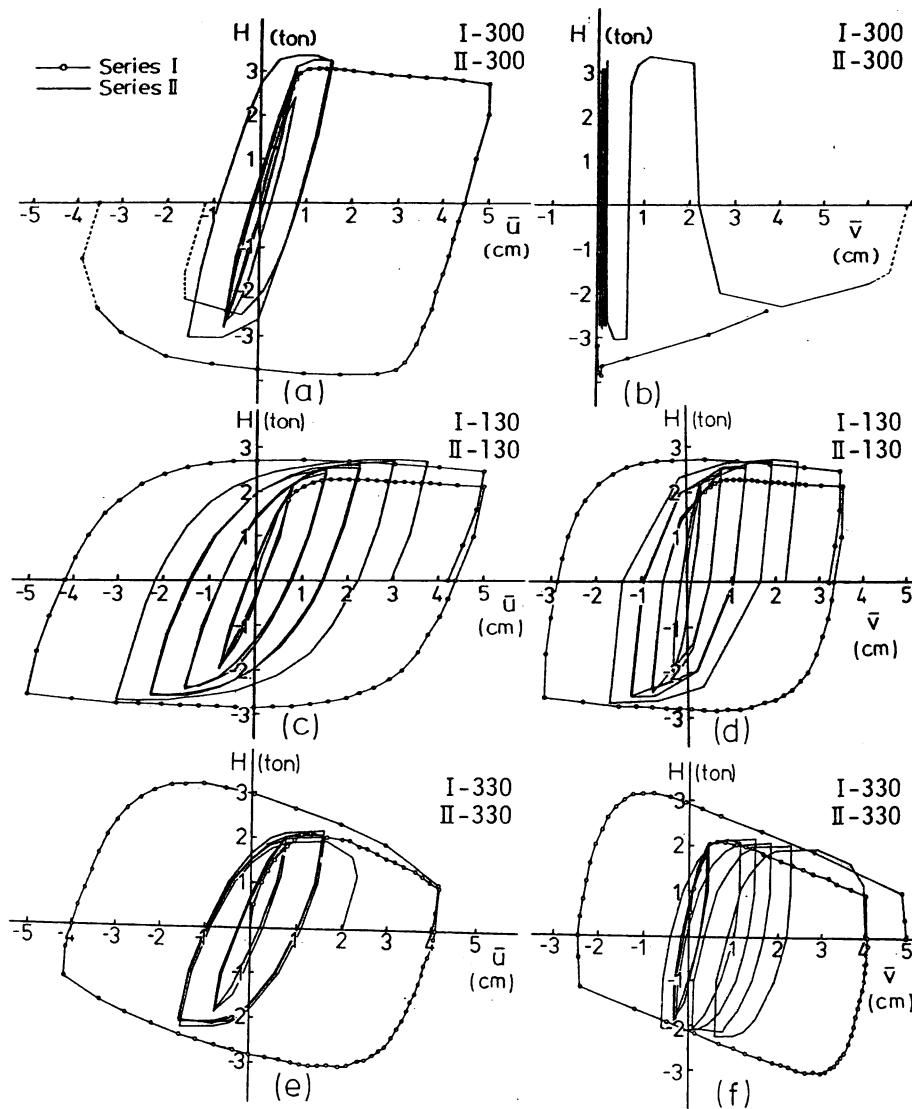 H (ton)
I-300
II-300
Series I
Series II
3
2
1
-5 -4 -3 -2 -1 1 2 3 4 5
ū
(cm)
-1
-2
-3
(a)
H (ton)
I-300
II-300
3
2
1
-1 1 2 3 4 5
v̄
(cm)
-1
-2
-3
(b)
H (ton)
I-130
II-130
3
2
1
-5 -4 -3 -2 -1 1 2 3 4 5
ū
(cm)
-1
-2
-3
(c)
H (ton)
I-130
II-130
3
2
1
-3 -2 -1 1 2 3 4 5
v̄
(cm)
-1
-2
-3
(d)
H (ton)
I-330
II-330
3
2
1
-5 -4 -3 -2 -1 1 2 3 4 5
ū
(cm)
-1
-2
-3
(e)
H (ton)
I-330
II-330
3
2
1
-3 -2 -1 1 2 3 4 5
v̄
(cm)
-1
-2
-3
(f)